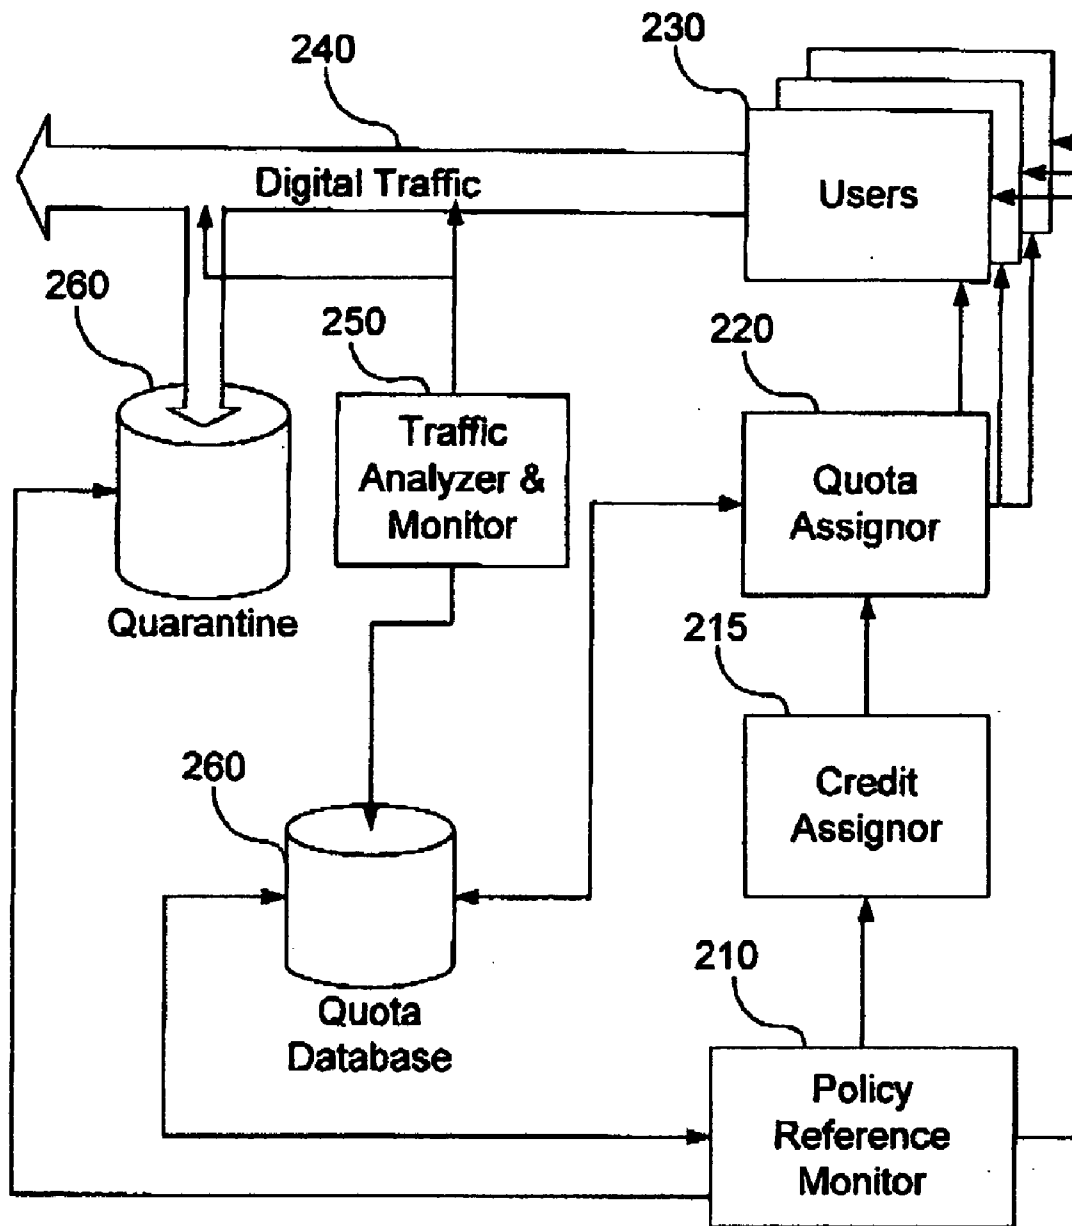 240
230
Digital Traffic
Users
260
250
220
Traffic
Analyzer &
Monitor
Quota
Assignor
Quarantine
215
260
Credit
Assignor
Quota
Database
210
Policy
Reference
Monitor